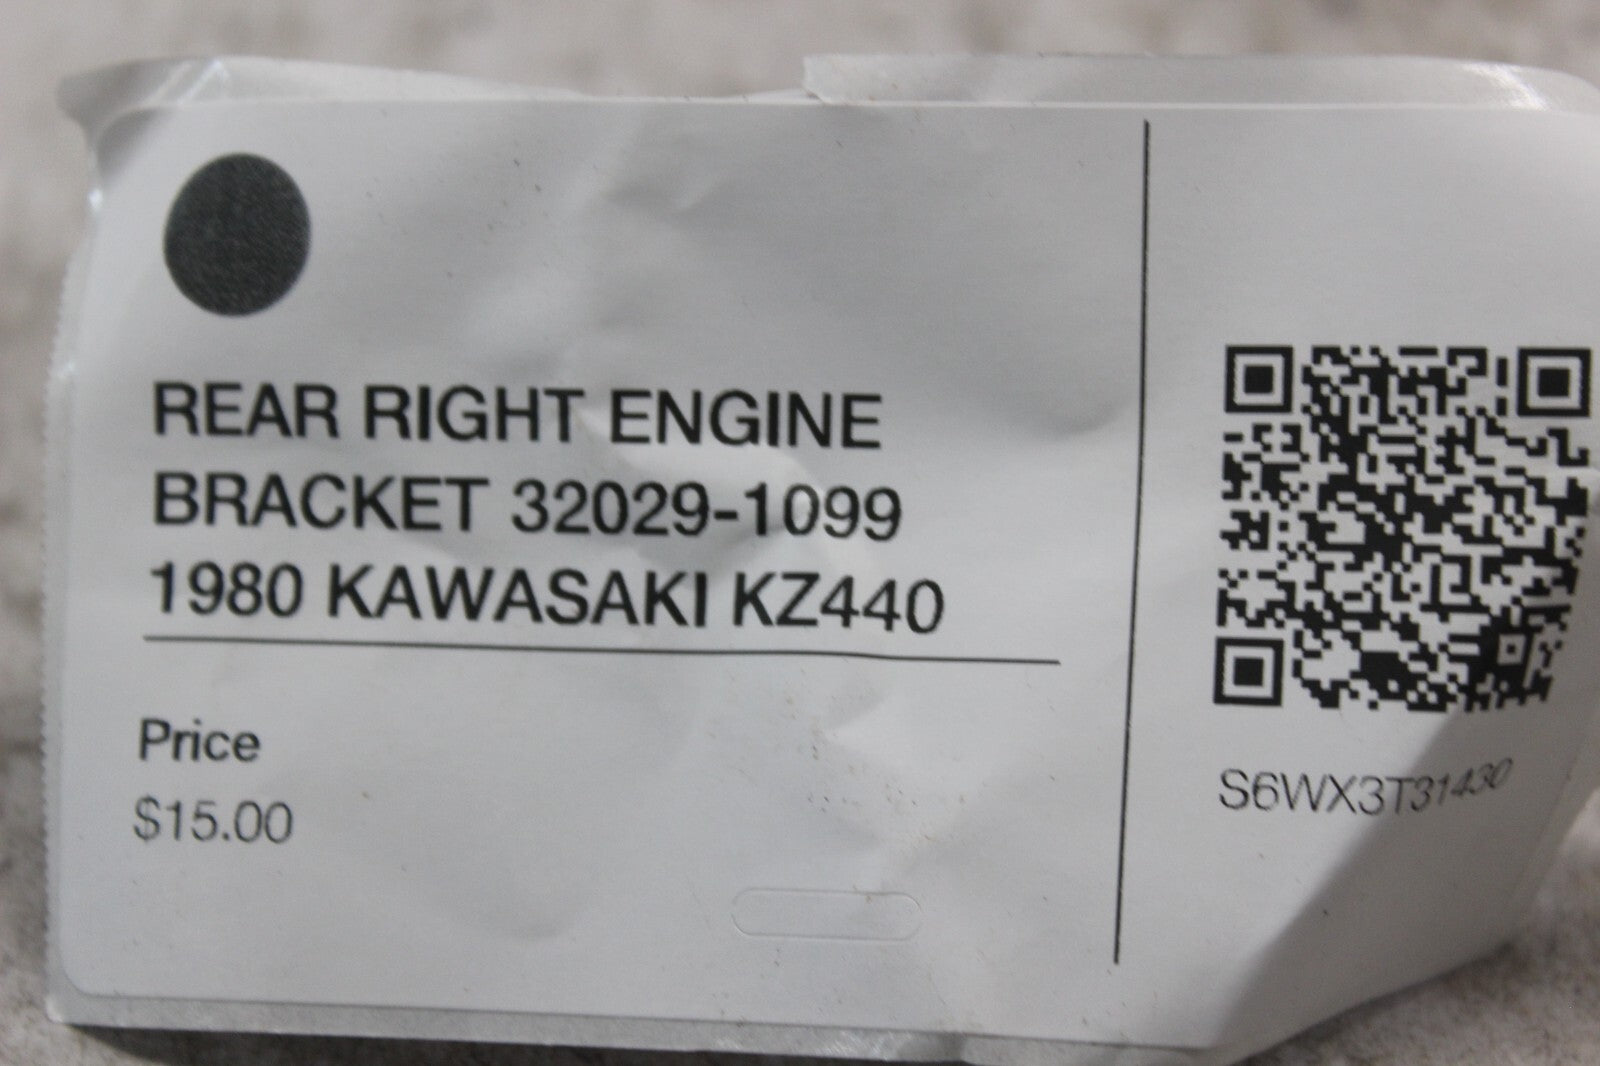 REAR RIGHT ENGINE
BRACKET 32029-1099
1980 KAWASAKI KZ440
Price
$15.00
S6WX3T31430